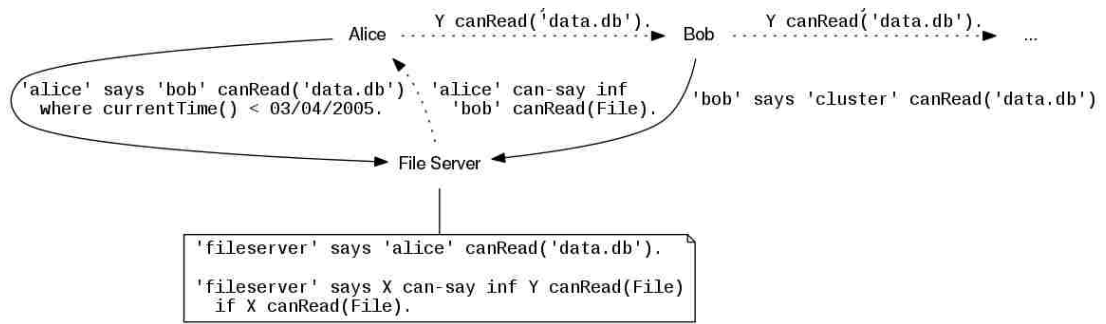 Alice
Y canRead('data.db').
Bob
Y canRead('data.db').
...
'alice' says 'bob' canRead('data.db')
where currentTime() < 03/04/2005.
'alice' can-say inf
'bob' canRead(File).
'bob' says 'cluster' canRead('data.db')
File Server
'fileserver' says 'alice' canRead('data.db').
'fileserver' says X can-say inf Y canRead(File)
if X canRead(File).